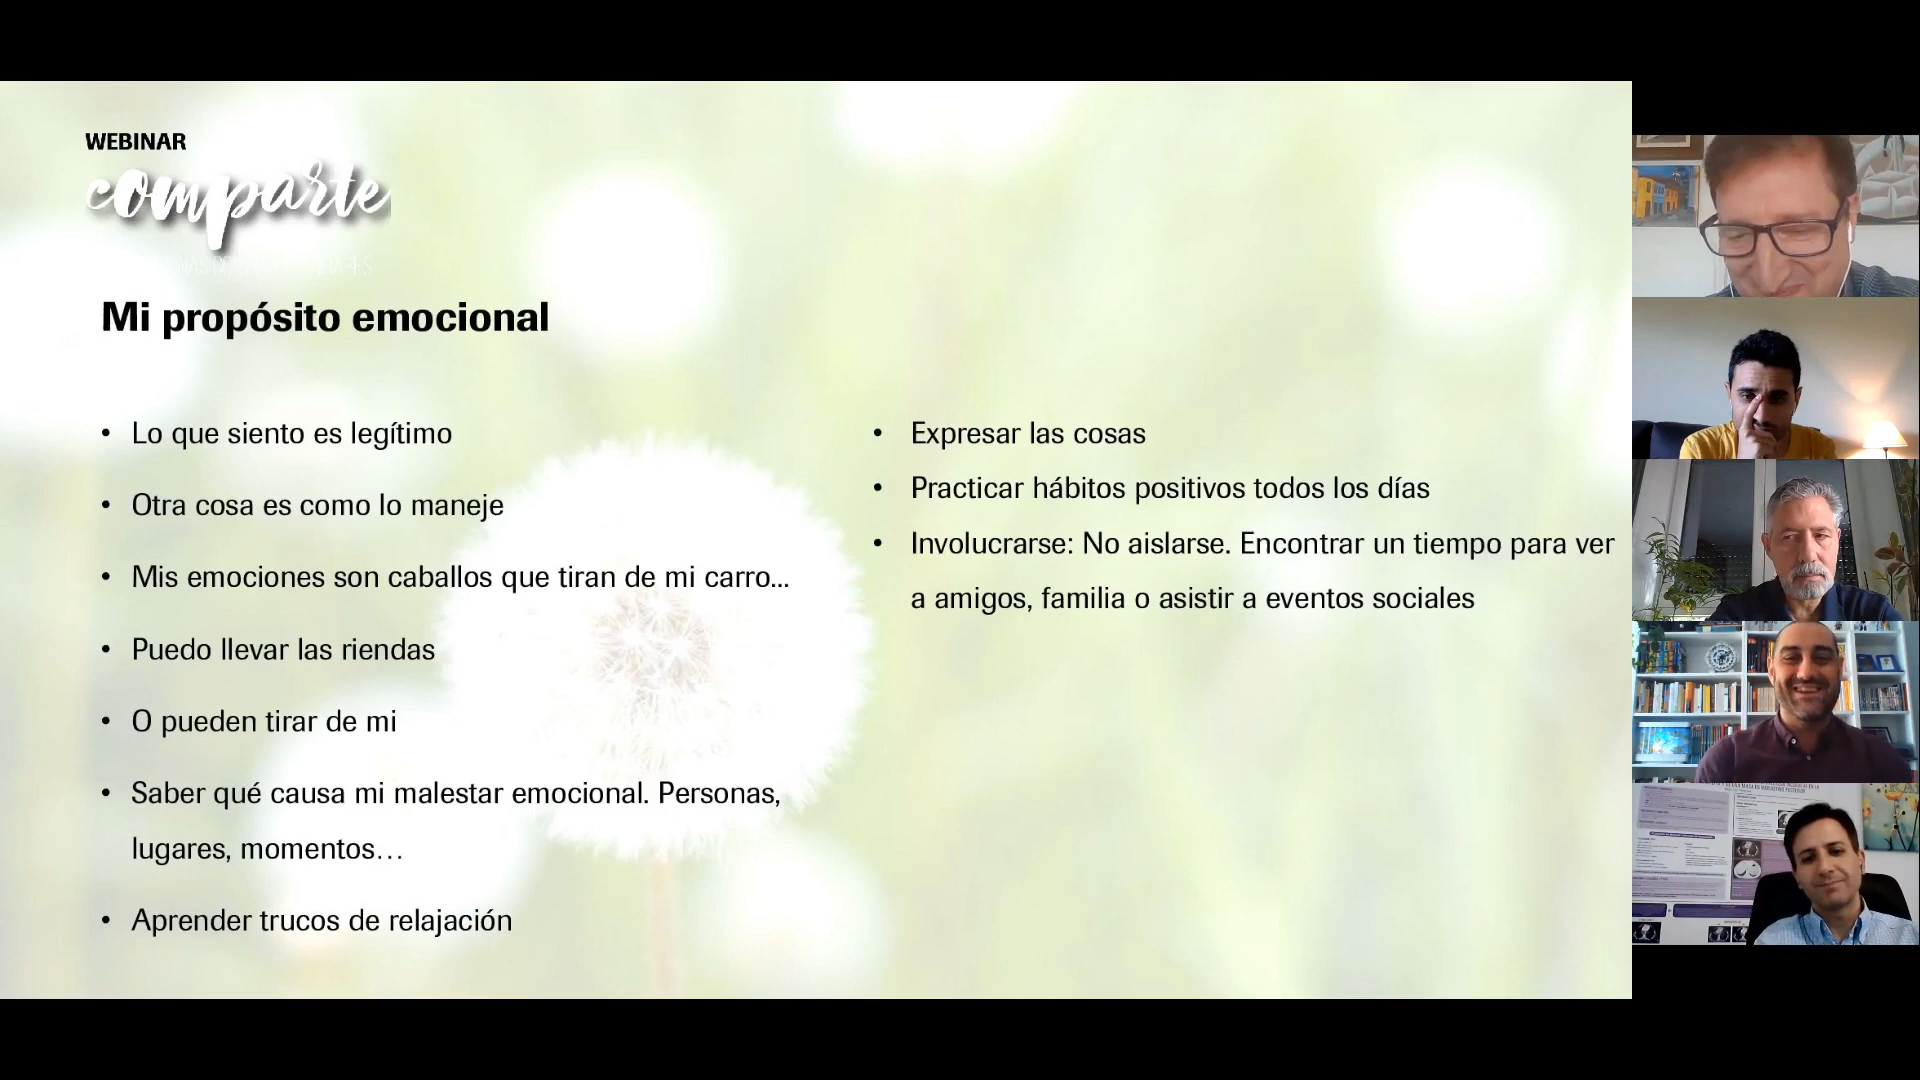 WEBINAR
comparte
Mi propósito emocional
• Lo que siento es legítimo
• Otra cosa es como lo maneje
• Mis emociones son caballos que tiran de mi carro...
• Puedo llevar las riendas
• O pueden tirar de mi
• Saber qué causa mi malestar emocional. Personas,
lugares, momentos…
• Aprender trucos de relajación
• Expresar las cosas
• Practicar hábitos positivos todos los días
• Involucrarse: No aislarse. Encontrar un tiempo para ver
a amigos, familia o asistir a eventos sociales